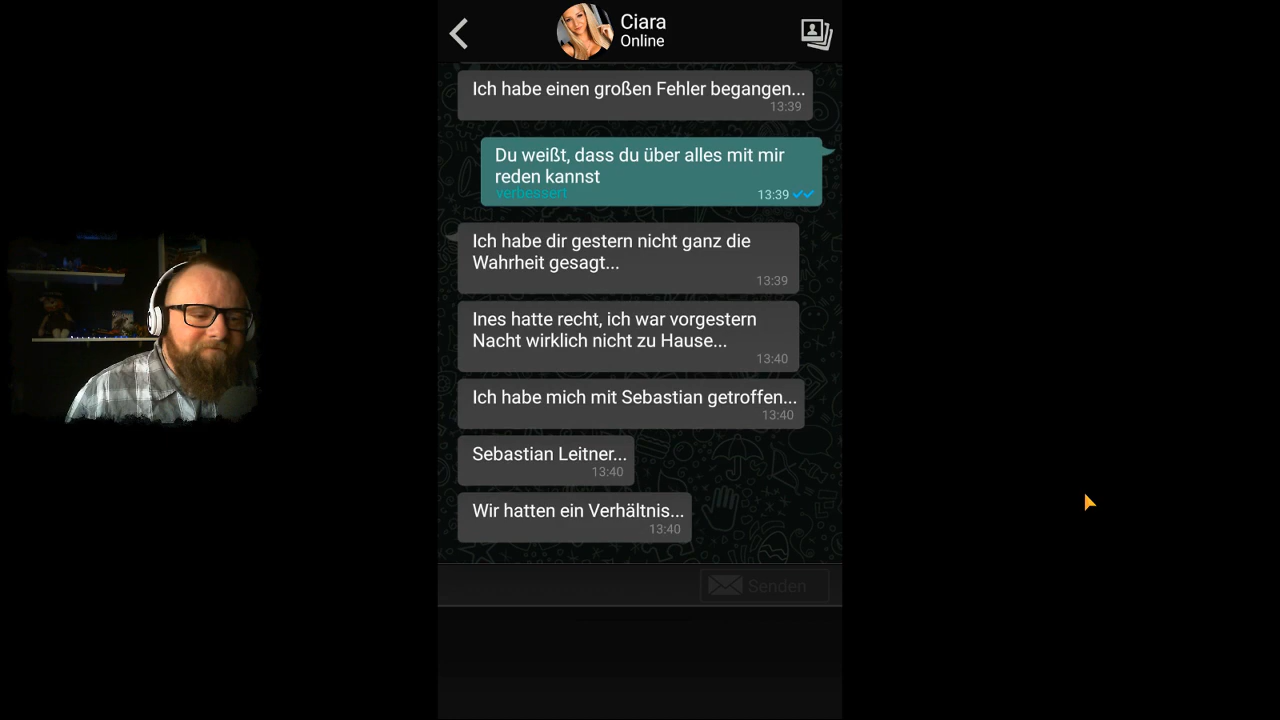 Ciara
Online
Ich habe einen großen Fehler begangen...
13:39
Du weißt, dass du über alles mit mir
reden kannst
verbessert
13:39
Ich habe dir gestern nicht ganz die
Wahrheit gesagt...
13:39
Ines hatte recht, ich war vorgestern
Nacht wirklich nicht zu Hause...
13:40
Ich habe mich mit Sebastian getroffen...
13:40
Sebastian Leitner...
13:40
Wir hatten ein Verhältnis...
13:40
Senden